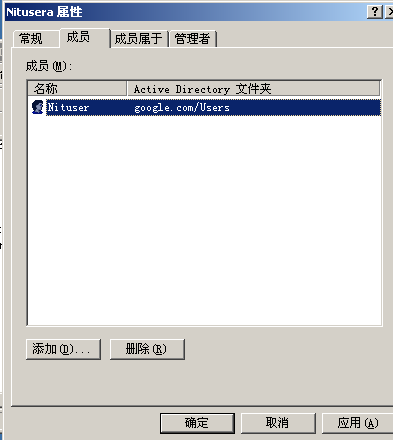 Nitusera 属性
常规 成员 成员属于 管理者
成员(M):
名称 Active Directory 文件夹
Nituser google.com/Users
添加(D)... 删除(R)
确定 取消 应用(A)